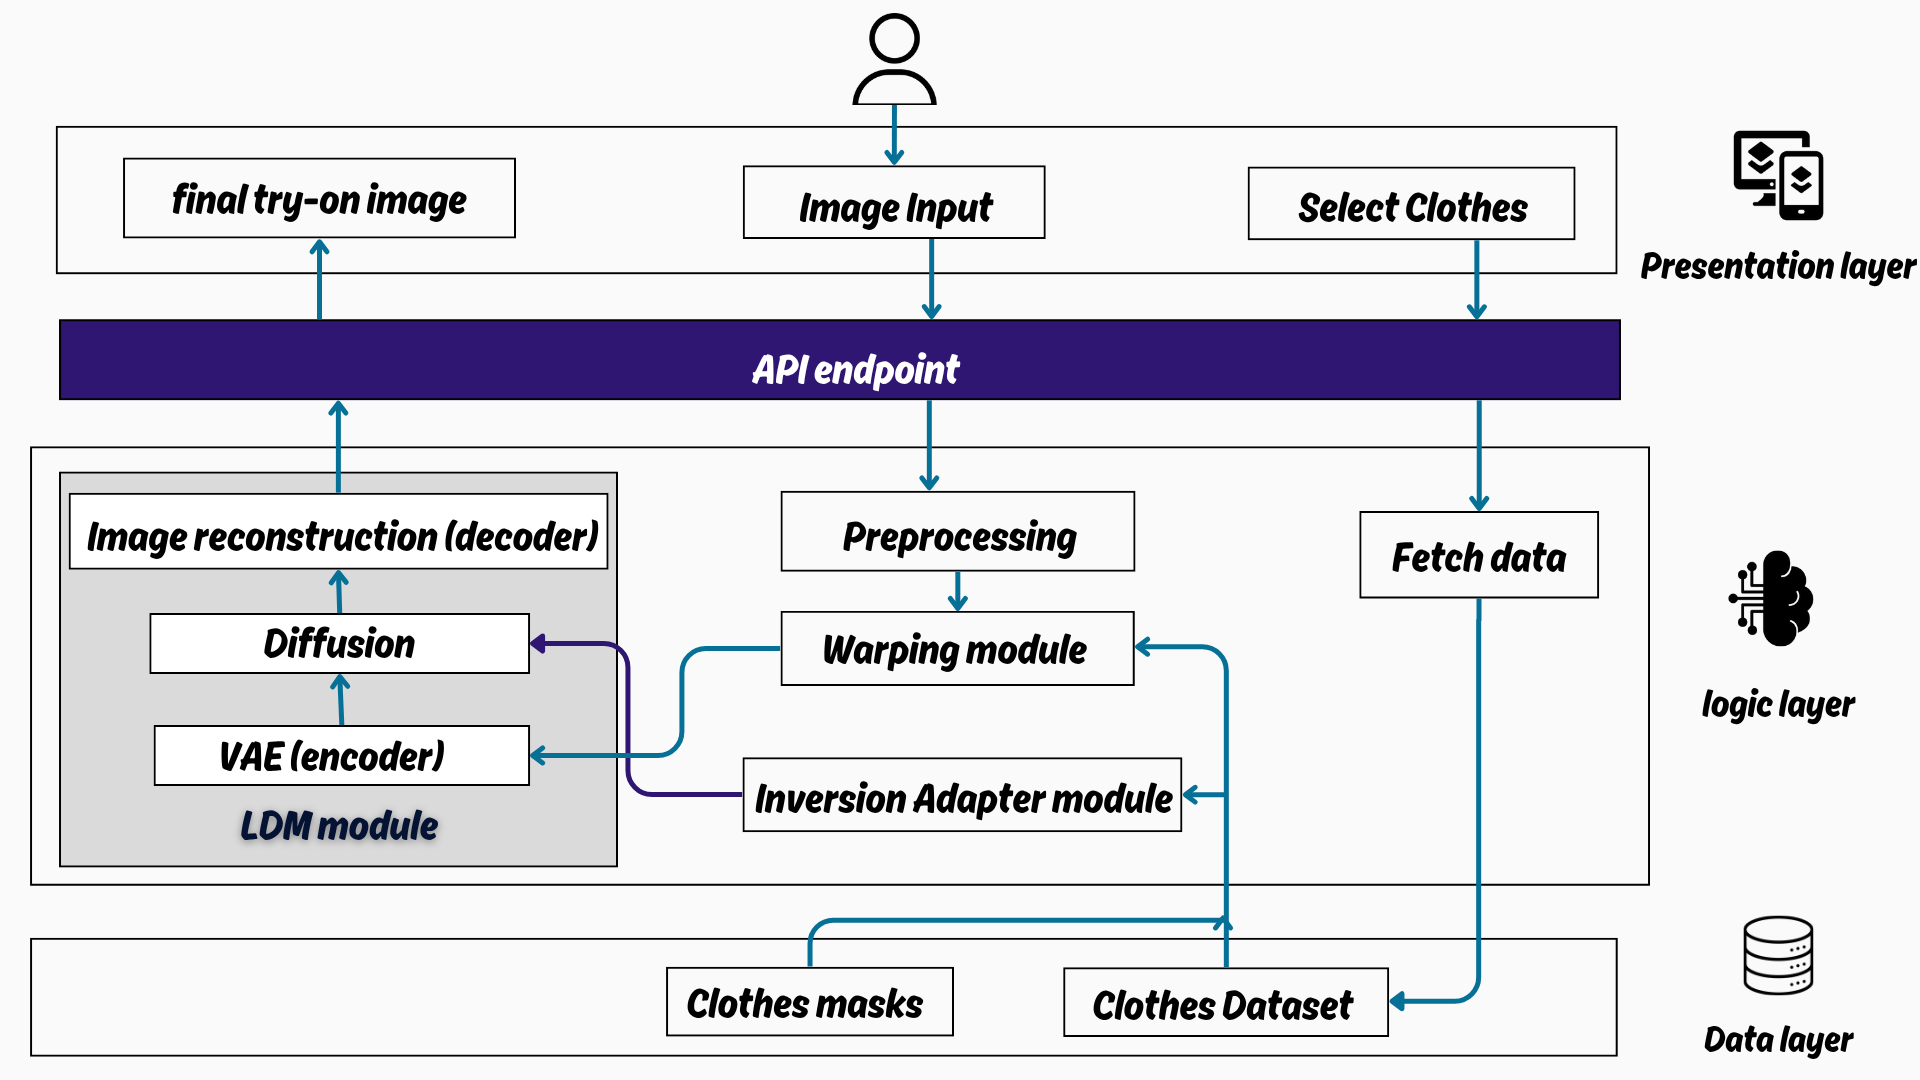 final try-on image
Image Input
Select Clothes
Presentation layer
API endpoint
Image reconstruction (decoder)
Preprocessing
Fetch data
Diffusion
Warping module
logic layer
VAE (encoder)
Inversion Adapter module
LDM module
Clothes masks
Clothes Dataset
Data layer